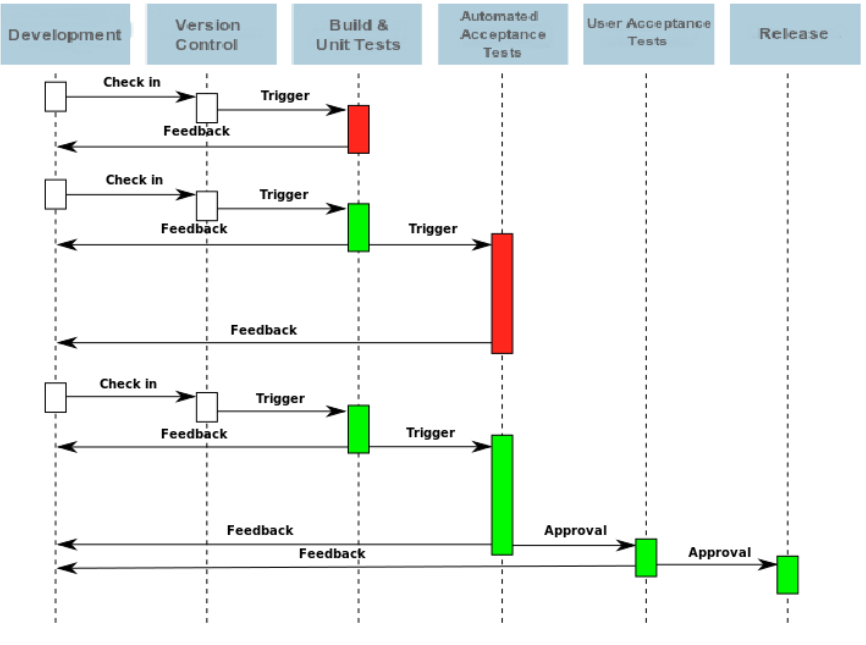 Development
Version
Control
Build &
Unit Tests
Automated
Acceptance
Tests
User Acceptance
Tests
Release
Check in
Trigger
Feedback
Check in
Trigger
Feedback
Trigger
Feedback
Check in
Trigger
Feedback
Trigger
Feedback
Approval
Feedback
Approval